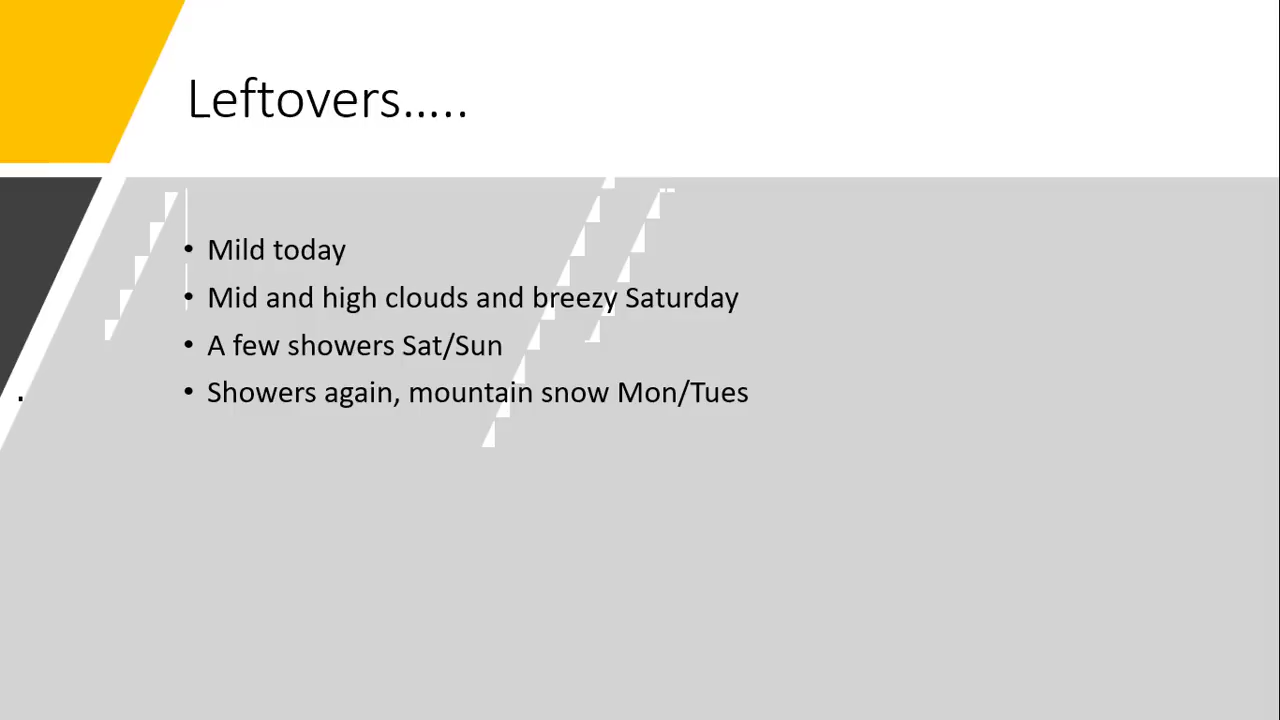 Leftovers.....
• Mild today
• Mid and high clouds and breezy Saturday
• A few showers Sat/Sun
• Showers again, mountain snow Mon/Tues
.